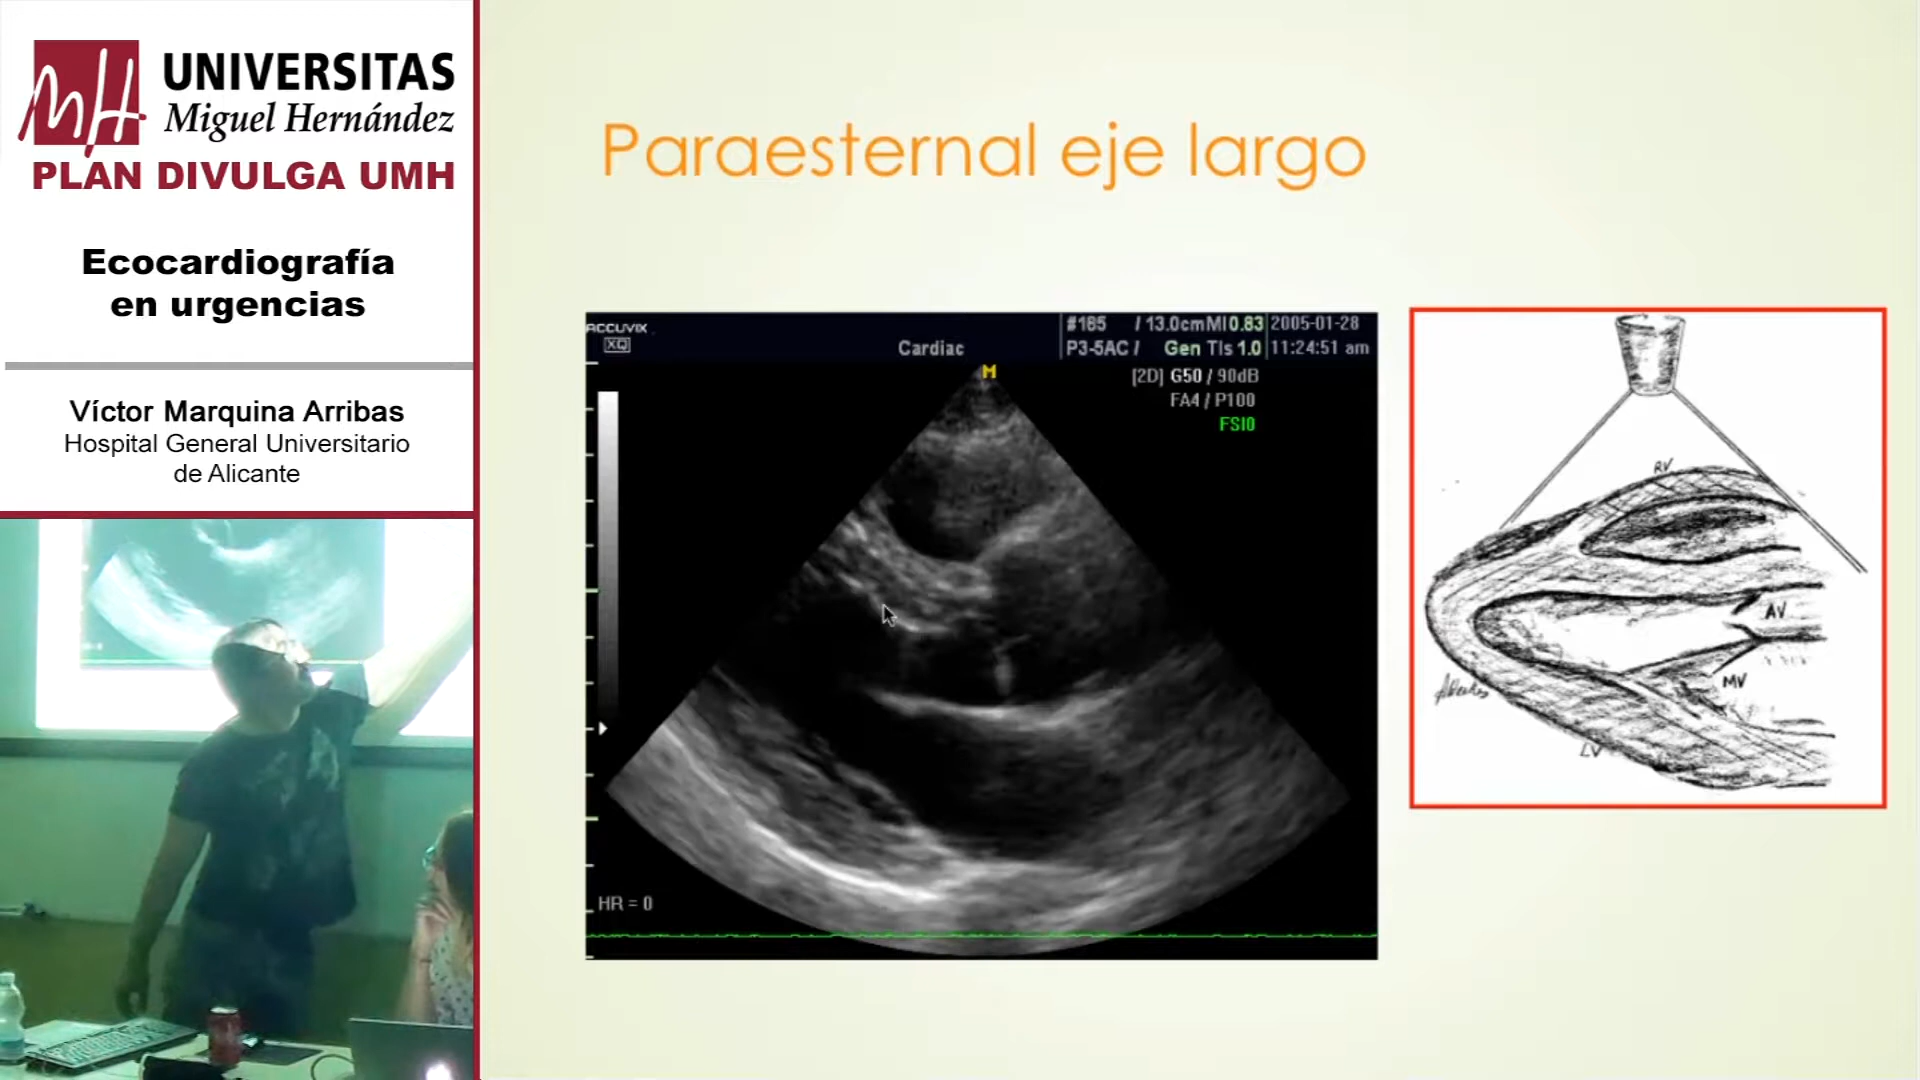 UNIVERSITAS
Miguel Hernández
PLAN DIVULGA UMH
Ecocardiografía
en urgencias
Víctor Marquina Arribas
Hospital General Universitario
de Alicante
Paraesternal eje largo
ACCUVIX
XQ
Cardiac
#165 / 13.0cm MI 0.83 2005-01-28
P3-5AC / Gen TIs 1.0 11:24:51 am
M
[2D] G50 / 90dB
FA4 / P100
FSI0
HR = 0
RV
AV
MV
LV